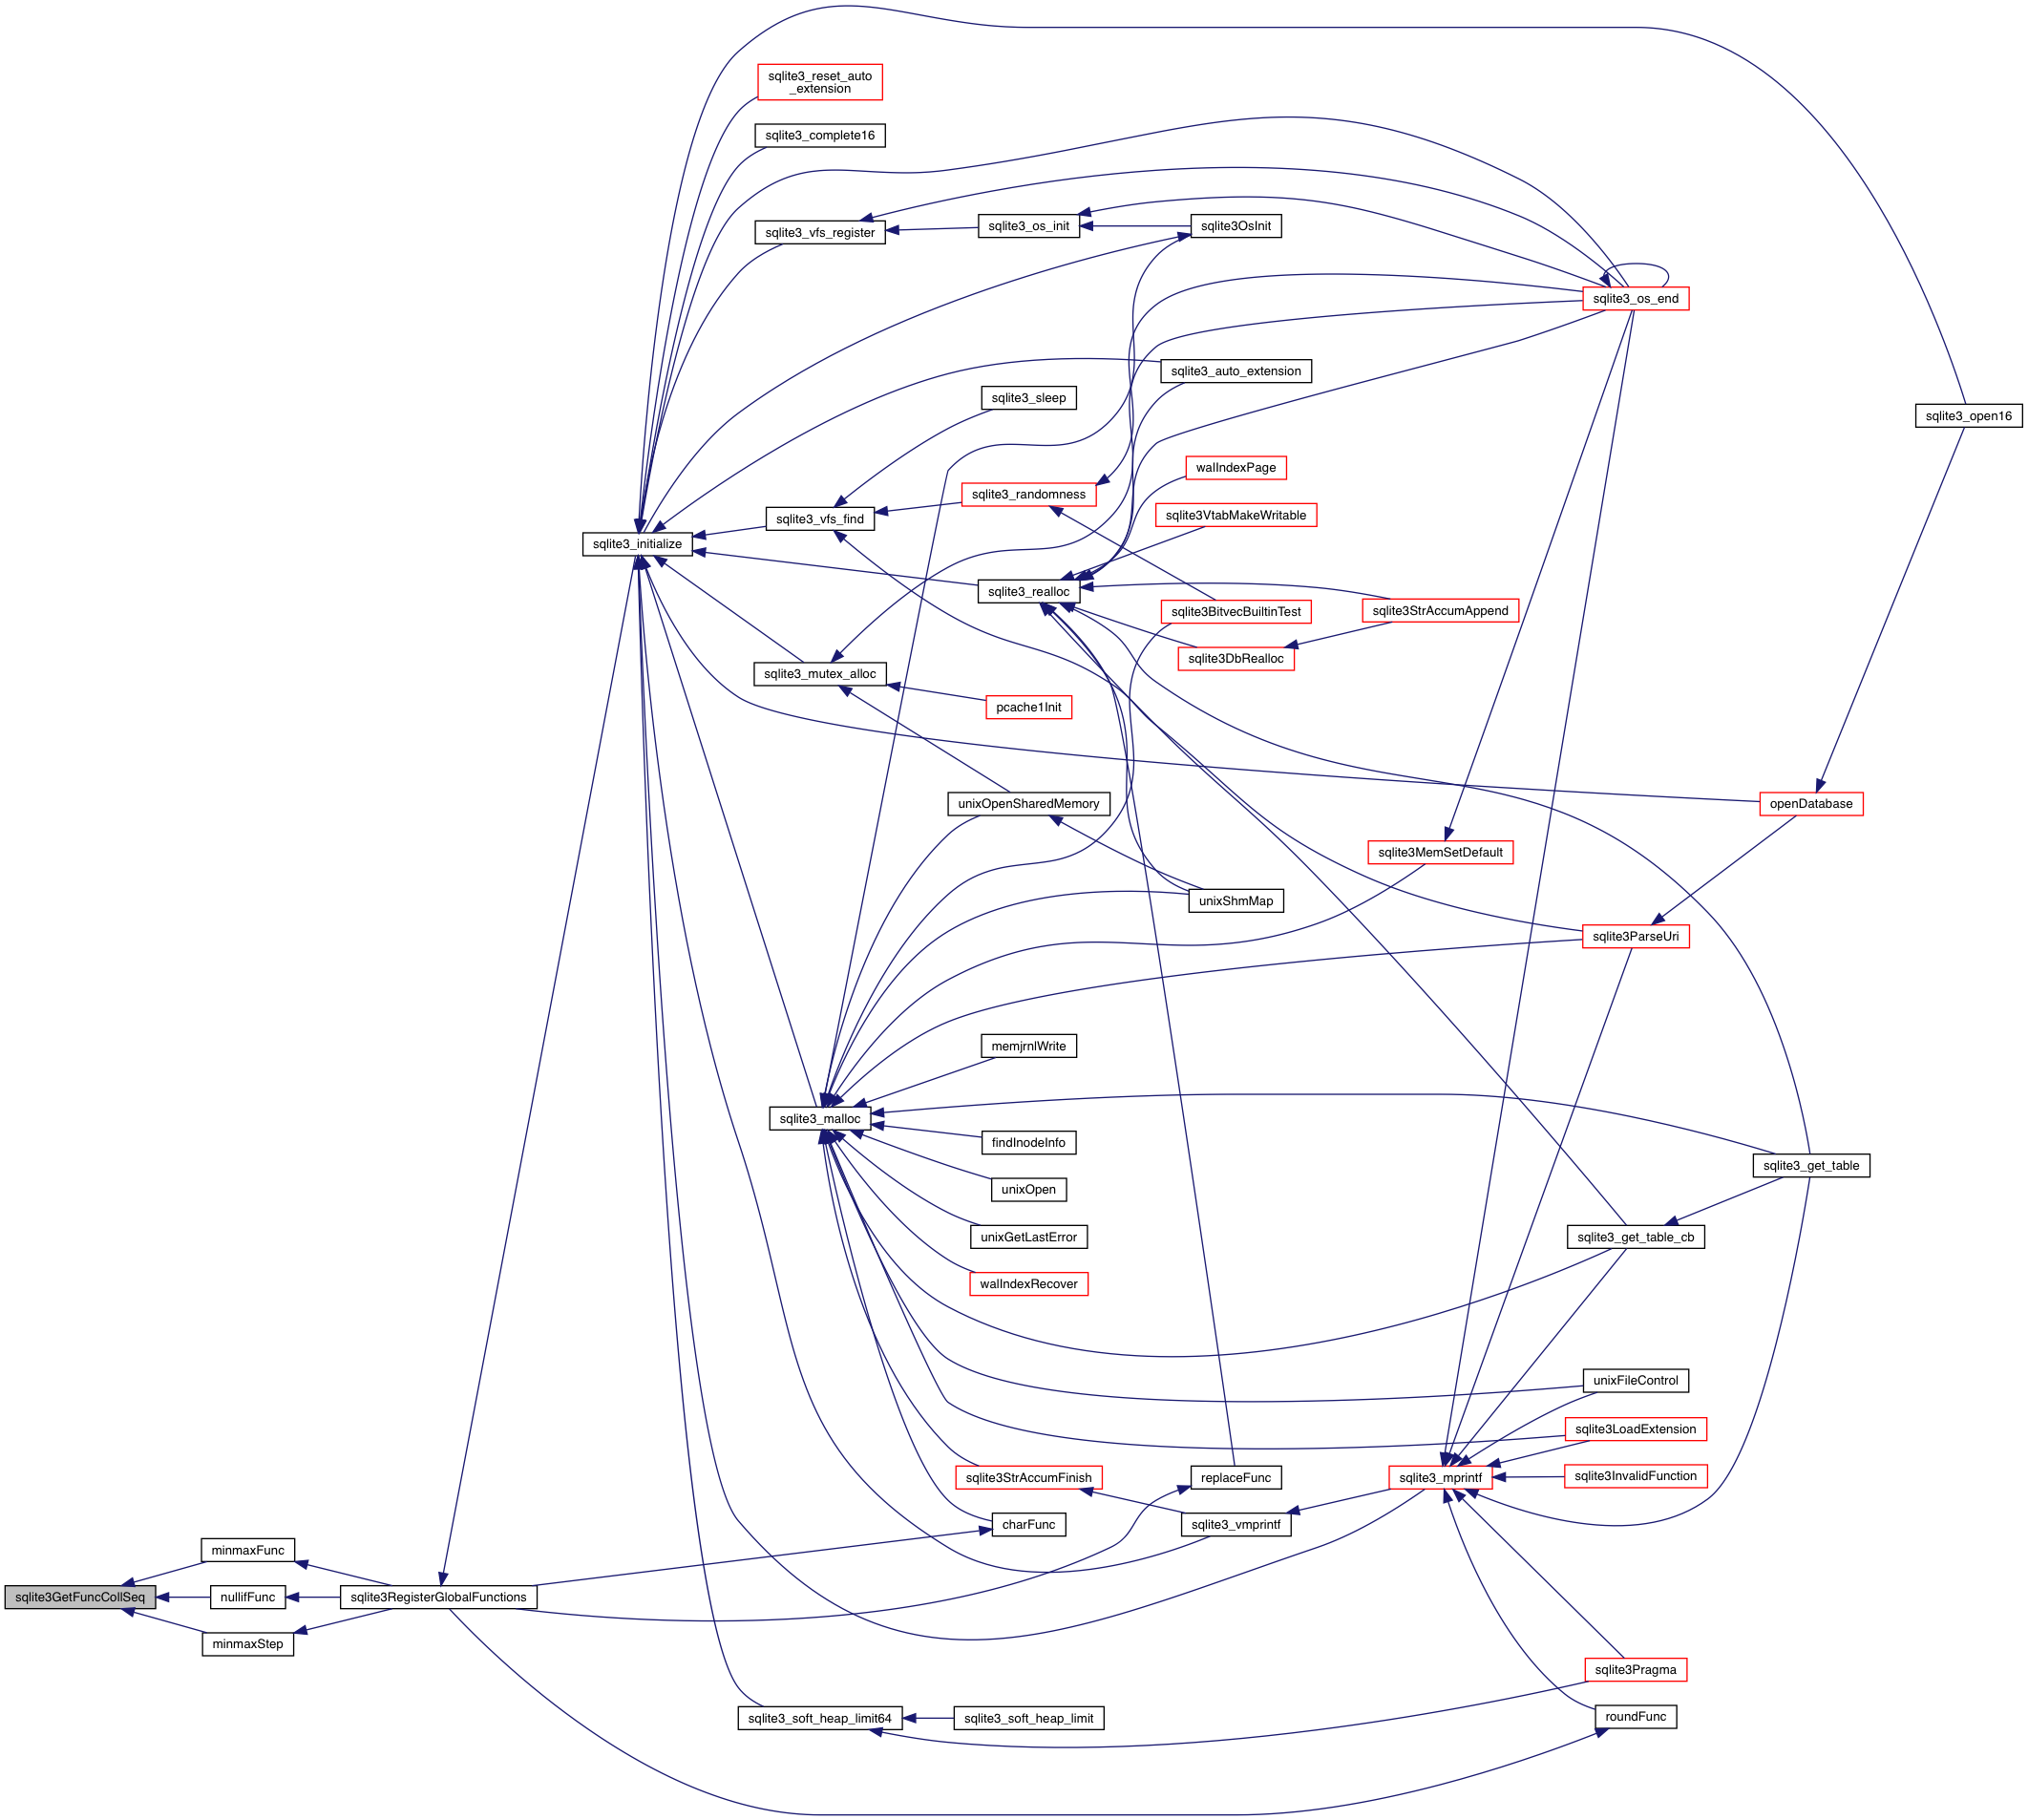 sqlite3_reset_auto
_extension
sqlite3_complete16
sqlite3_vfs_register
sqlite3_os_init
sqlite3OsInit
sqlite3_os_end
sqlite3_auto_extension
sqlite3_sleep
sqlite3_open16
walIndexPage
sqlite3_randomness
sqlite3VtabMakeWritable
sqlite3_vfs_find
sqlite3_initialize
sqlite3_realloc
sqlite3BitvecBuiltinTest
sqlite3StrAccumAppend
sqlite3DbRealloc
sqlite3_mutex_alloc
pcache1Init
unixOpenSharedMemory
openDatabase
sqlite3MemSetDefault
unixShmMap
sqlite3ParseUri
memjrnlWrite
sqlite3_malloc
findInodeInfo
sqlite3_get_table
unixOpen
unixGetLastError
sqlite3_get_table_cb
walIndexRecover
unixFileControl
sqlite3LoadExtension
sqlite3StrAccumFinish
replaceFunc
sqlite3_mprintf
sqlite3InvalidFunction
charFunc
sqlite3_vmprintf
minmaxFunc
sqlite3GetFuncCollSeq
nullifFunc
sqlite3RegisterGlobalFunctions
minmaxStep
sqlite3Pragma
sqlite3_soft_heap_limit64
sqlite3_soft_heap_limit
roundFunc